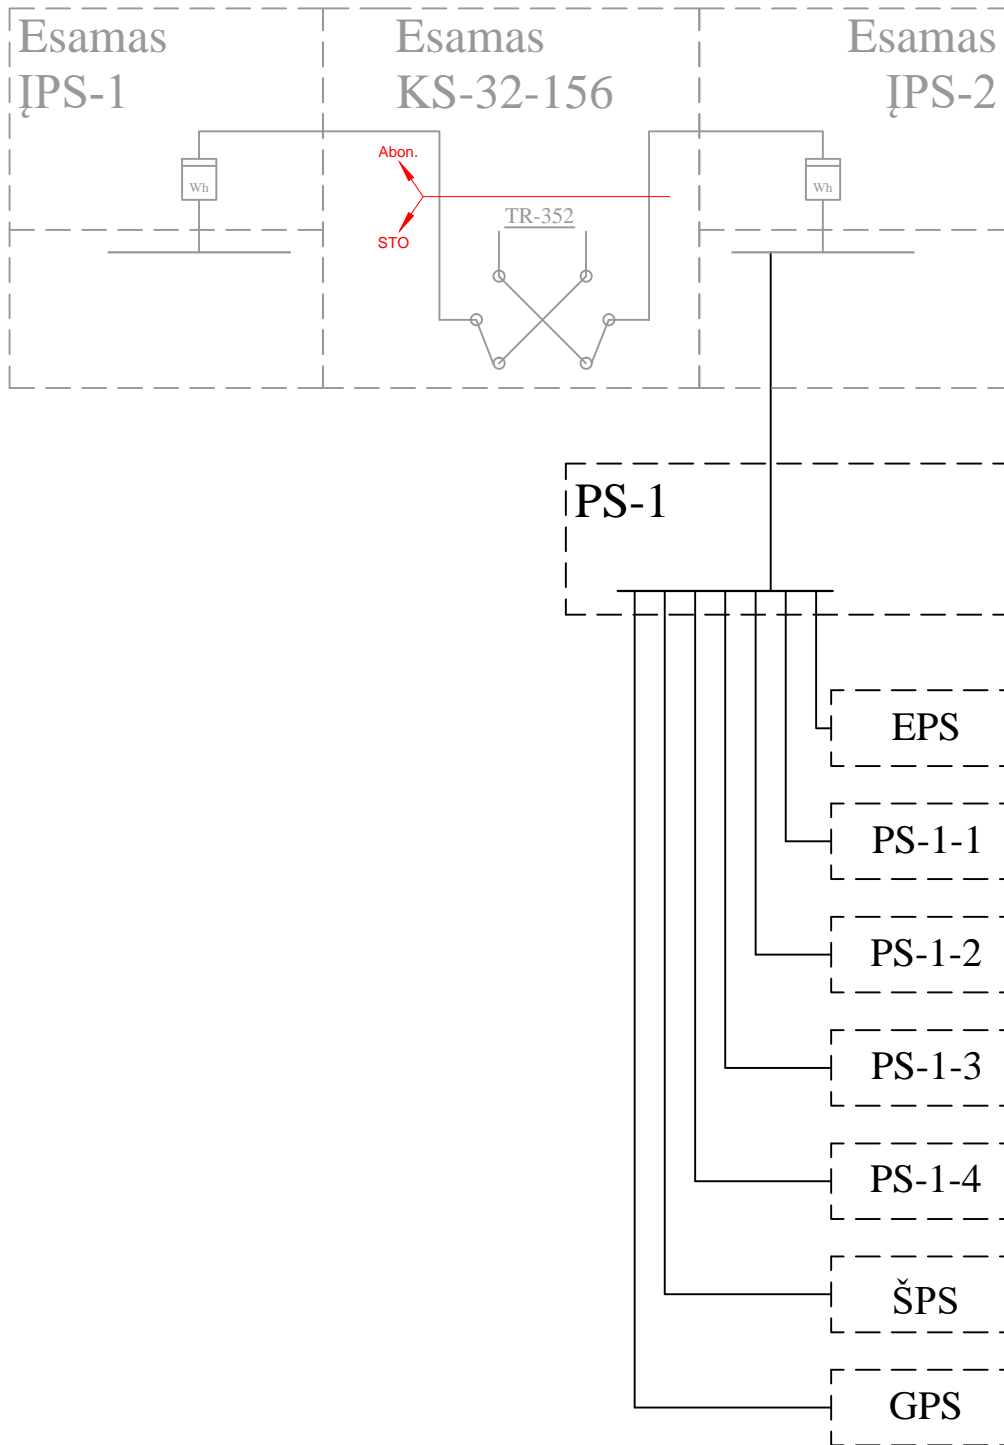 Esamas
ĮPS-1
Esamas
KS-32-156
Esamas
ĮPS-2
Abon.
Wh
Wh
TR-352
STO
PS-1
EPS
PS-1-1
PS-1-2
PS-1-3
PS-1-4
ŠPS
GPS